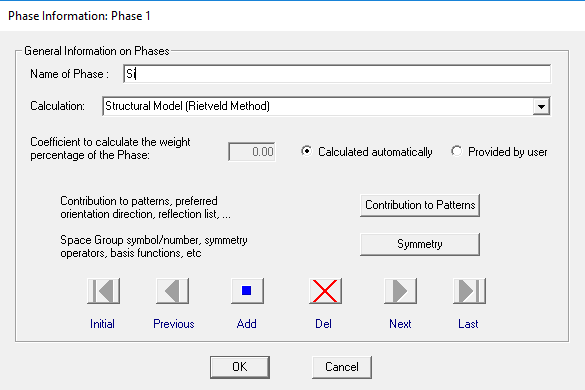 Phase Information: Phase 1
General Information on Phases
Name of Phase : Si
Calculation: Structural Model (Rietveld Method)
Coefficient to calculate the weight
percentage of the Phase: 0.00 Calculated automatically Provided by user
Contribution to patterns, preferred
orientation direction, reflection list, ... Contribution to Patterns
Space Group symbol/number, symmetry
operators, basis functions, etc Symmetry
Initial Previous Add Del Next Last
OK Cancel